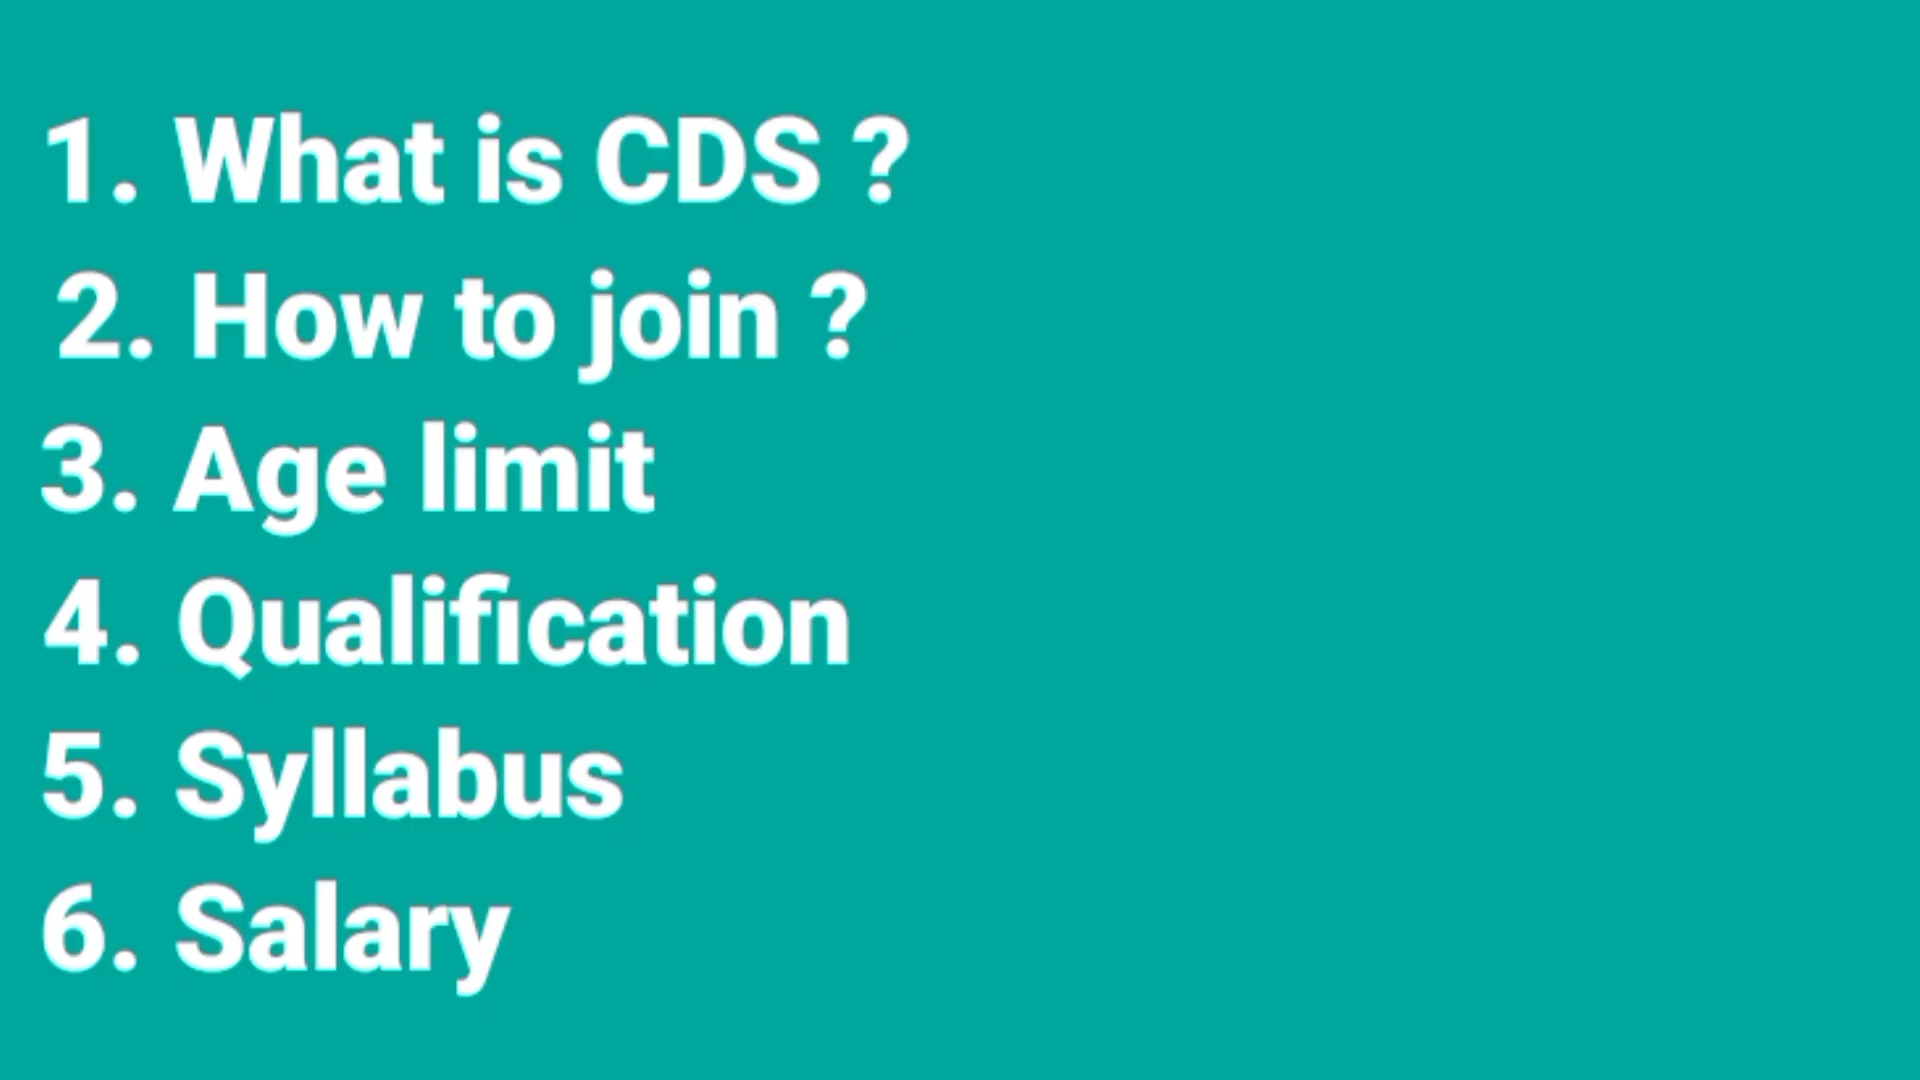 1. What is CDS ?
2. How to join ?
3. Age limit
4. Qualification
5. Syllabus
6. Salary